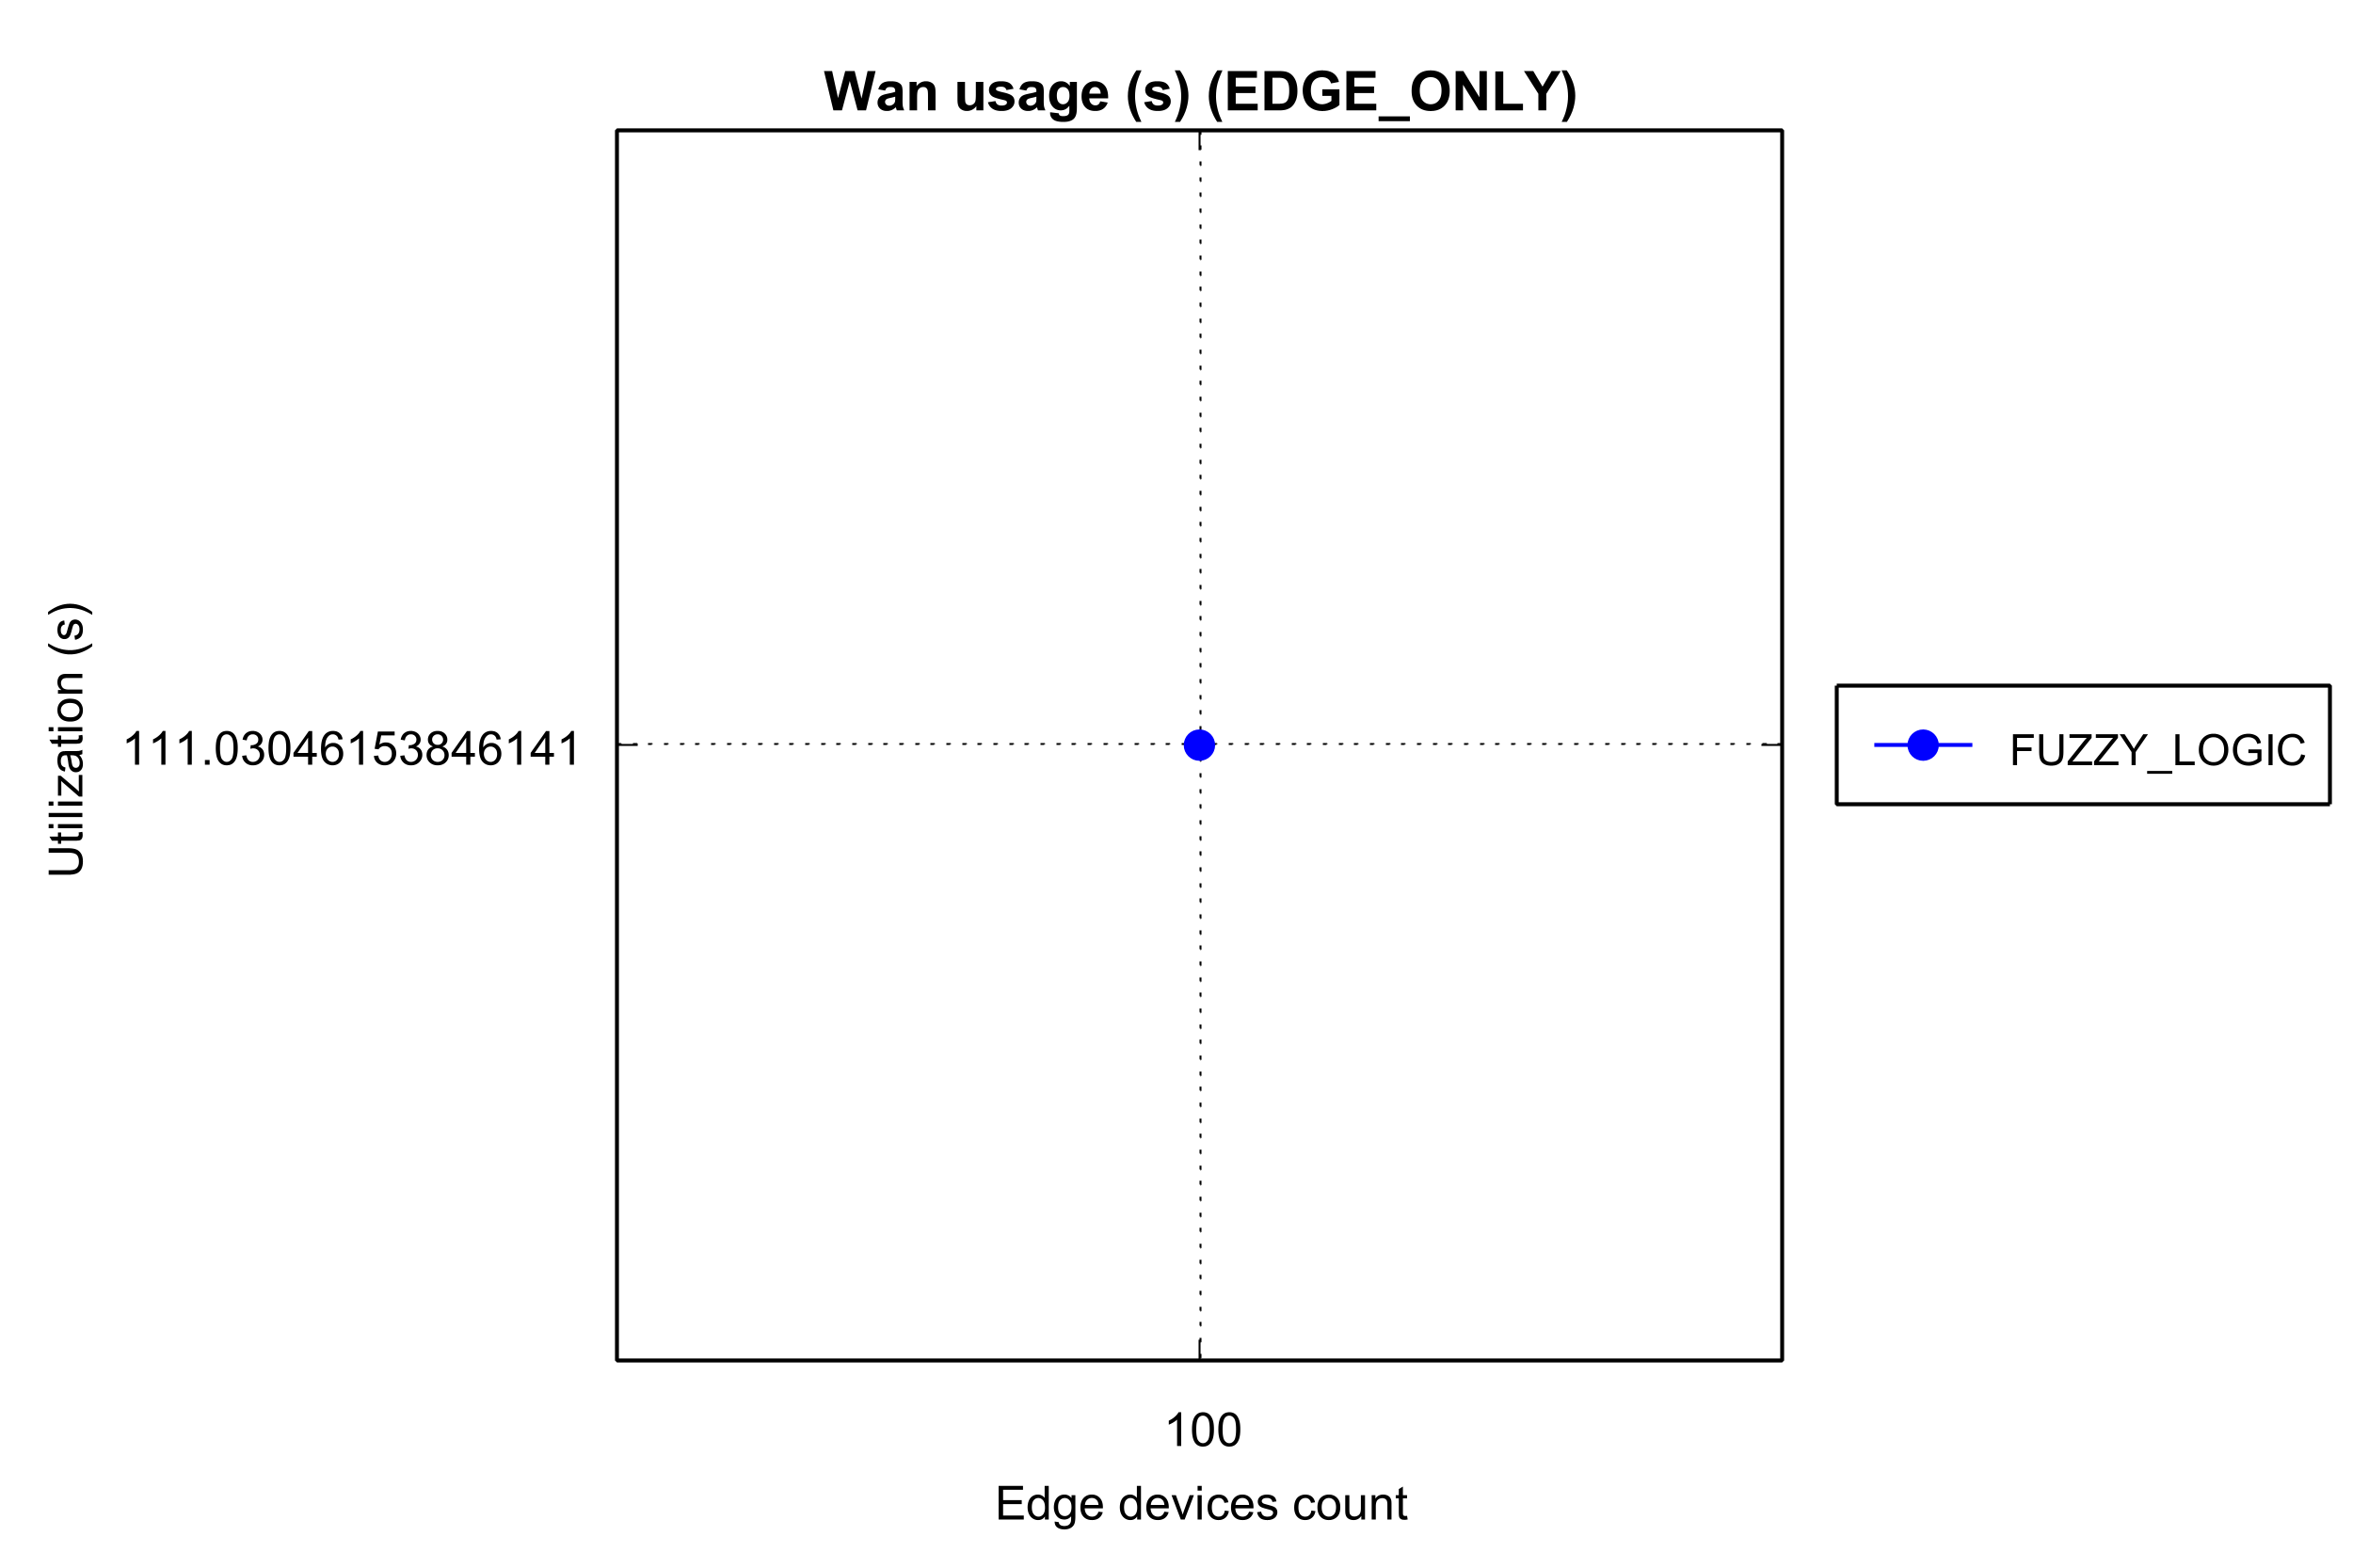 Wan usage (s) (EDGE_ONLY)
Utilization (s)
111.03046153846141
FUZZY_LOGIC
100
Edge devices count